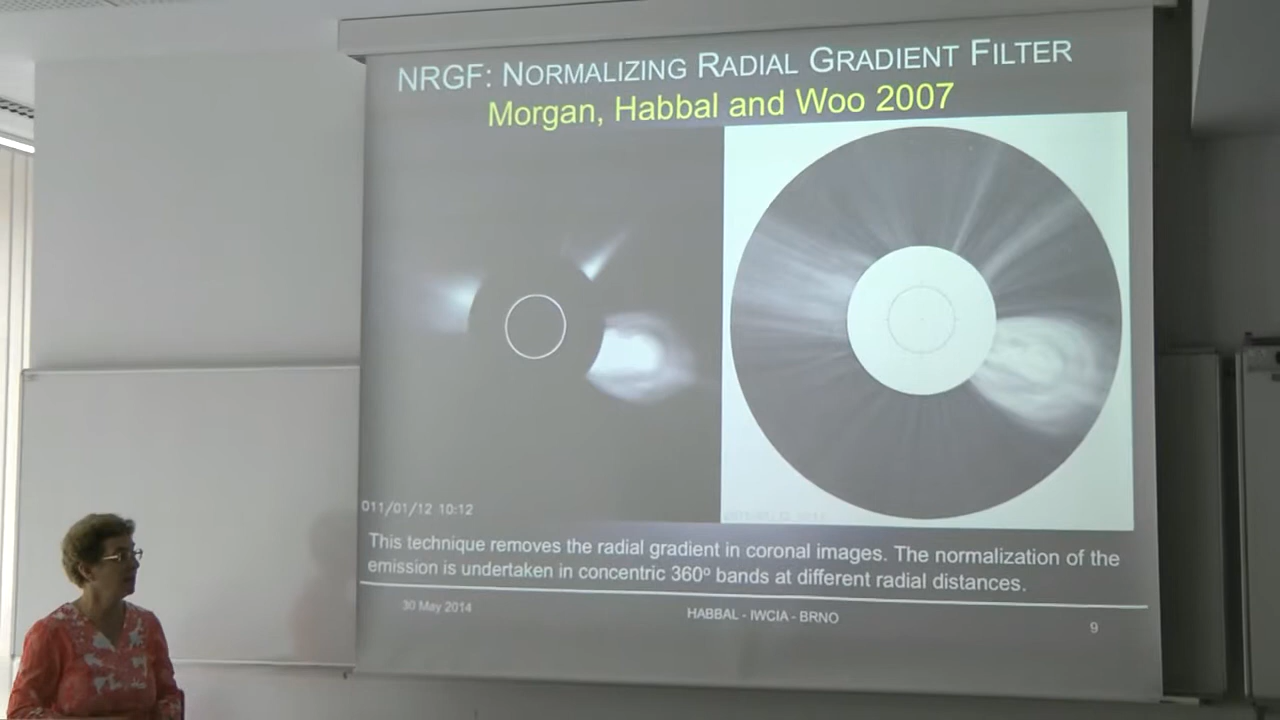 NRGF: NORMALIZING RADIAL GRADIENT FILTER
Morgan, Habbal and Woo 2007
011/01/12 10:12
This technique removes the radial gradient in coronal images. The normalization of the
emission is undertaken in concentric 360º bands at different radial distances.
30 May 2014
HABBAL - IWCIA - BRNO
9